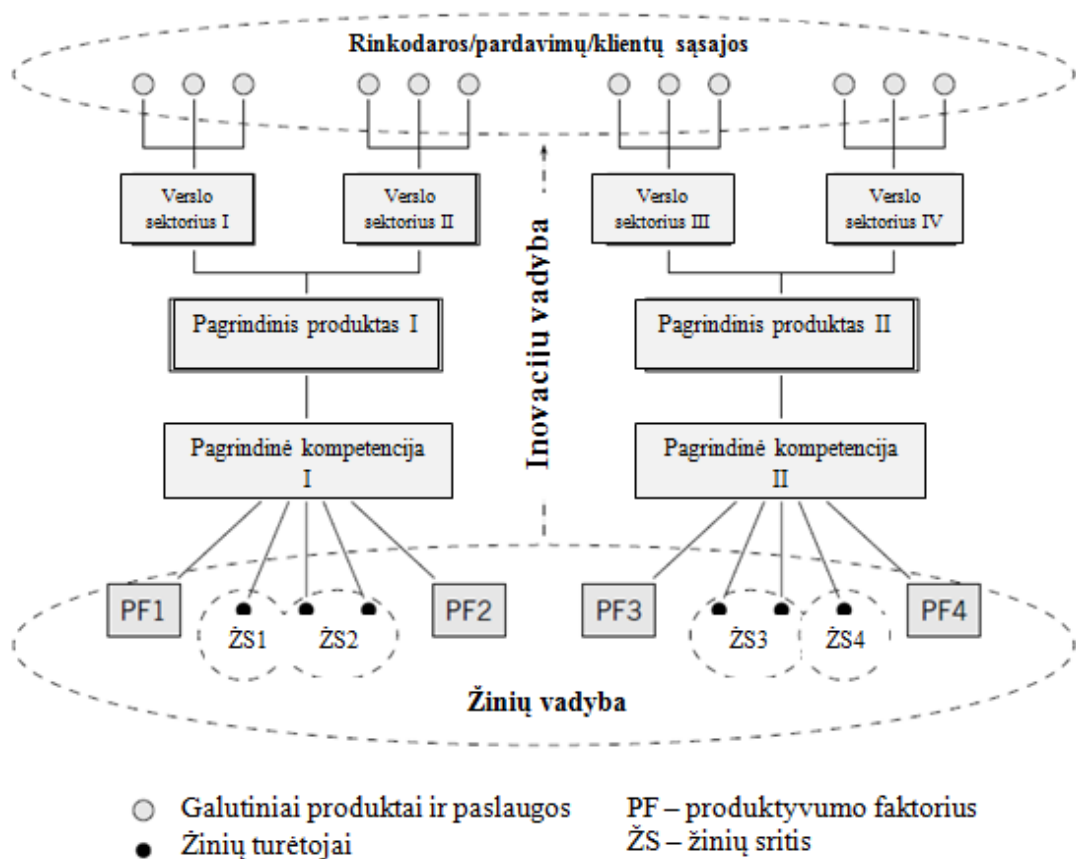 Rinkodaros/pardavimų/klientų sąsajos
Verslo
sektorius I
Verslo
sektorius II
Verslo
sektorius III
Verslo
sektorius IV
Inovacijų vadyba
Pagrindinis produktas I
Pagrindinis produktas II
Pagrindinė kompetencija
I
Pagrindinė kompetencija
II
PF1
ŽS1
ŽS2
PF2
PF3
ŽS3
ŽS4
PF4
Žinių vadyba
Galutiniai produktai ir paslaugos
Žinių turėtojai
PF – produktyvumo faktorius
ŽS – žinių sritis